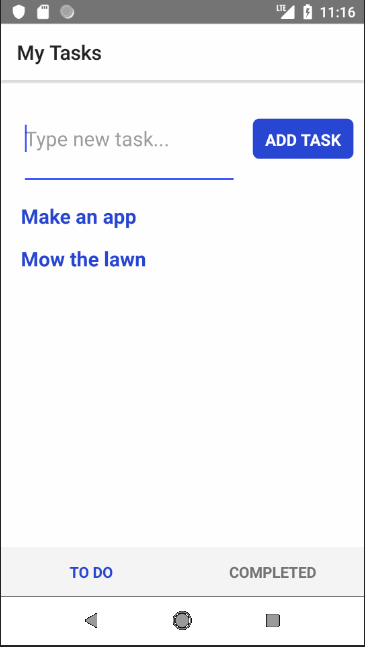 LTE 11:16
My Tasks
Type new task... ADD TASK
Make an app
Mow the lawn
TO DO COMPLETED